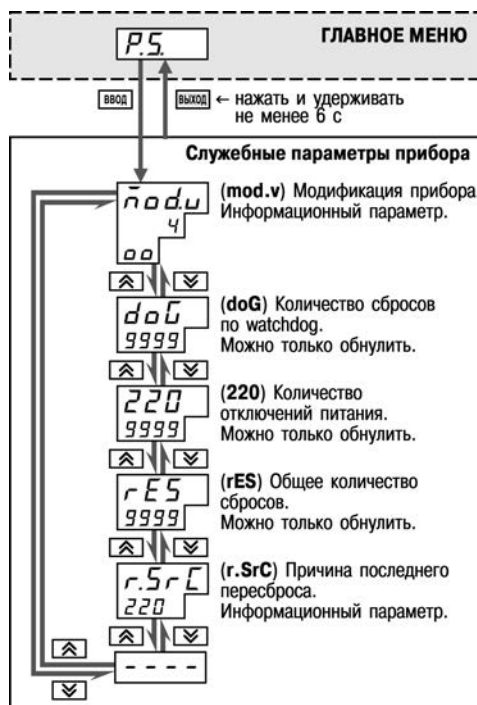 P.S.
ГЛАВНОЕ МЕНЮ
ВВОД
ВЫХОД ← нажать и удерживать
не менее 6 с
Служебные параметры прибора
n̄od.u
4
oo
(mod.v) Модификация прибора
Информационный параметр.
doG
9999
(doG) Количество сбросов
по watchdog.
Можно только обнулить.
220
9999
(220) Количество
отключений питания.
Можно только обнулить.
rES
9999
(rES) Общее количество
сбросов.
Можно только обнулить.
r.SrC
220
(r.SrC) Причина последнего
пересброса.
Информационный параметр.
- - - -